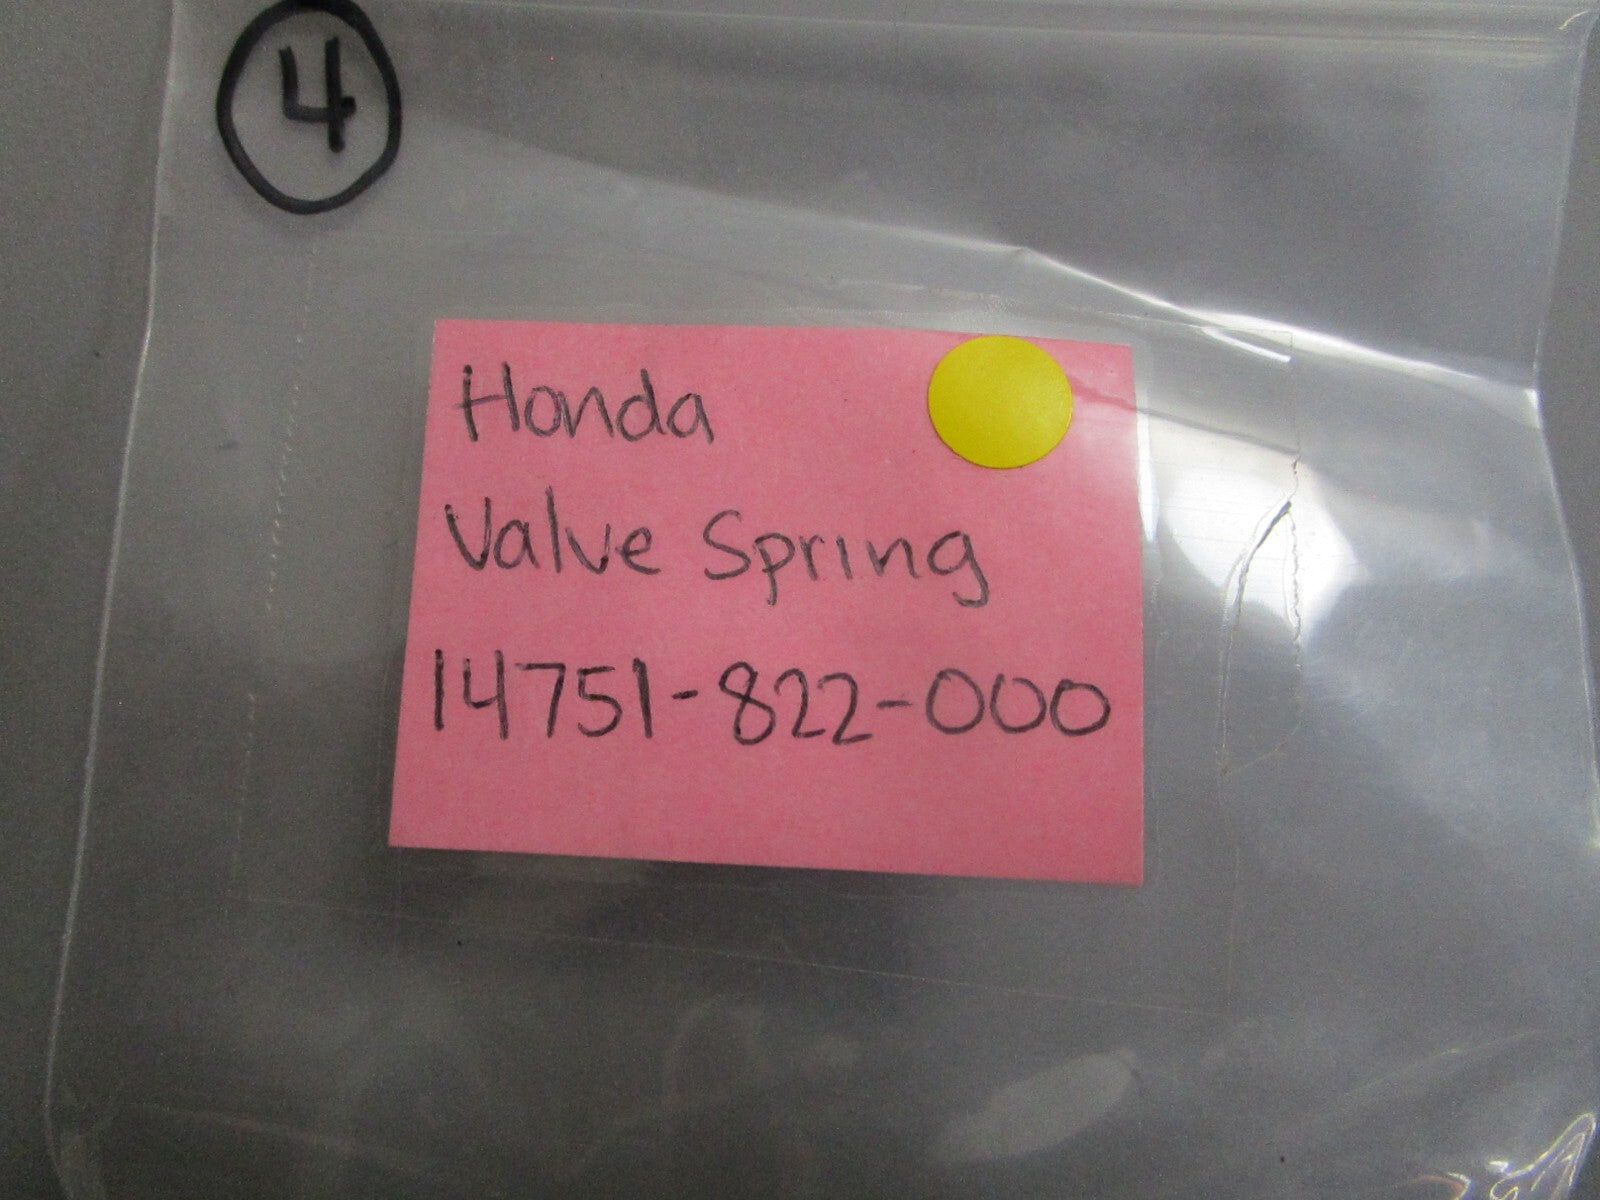 4
Honda
Valve Spring
14751-822-000